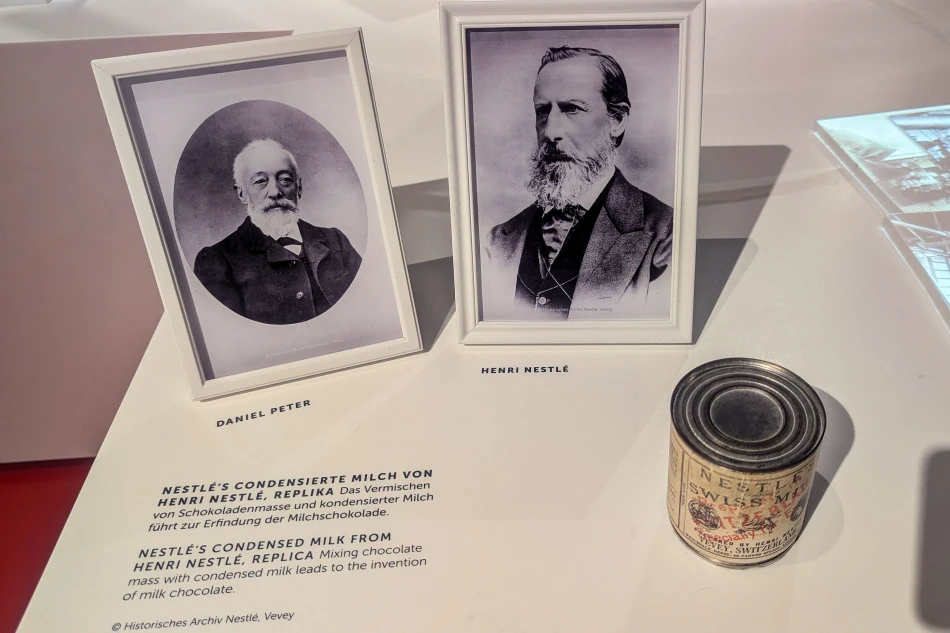 DANIEL PETER
HENRI NESTLÉ
NESTLÉ'S CONDENSIERTE MILCH VON
HENRI NESTLÉ, REPLIKA Das Vermischen
von Schokoladenmasse und kondensierter Milch
führt zur Erfindung der Milchschokolade.
NESTLÉ'S CONDENSED MILK FROM
HENRI NESTLÉ, REPLICA Mixing chocolate
mass with condensed milk leads to the invention
of milk chocolate.
© Historisches Archiv Nestlé, Vevey
NESTLÉ'S
SWISS MILK
VEVEY, SWITZERLAND